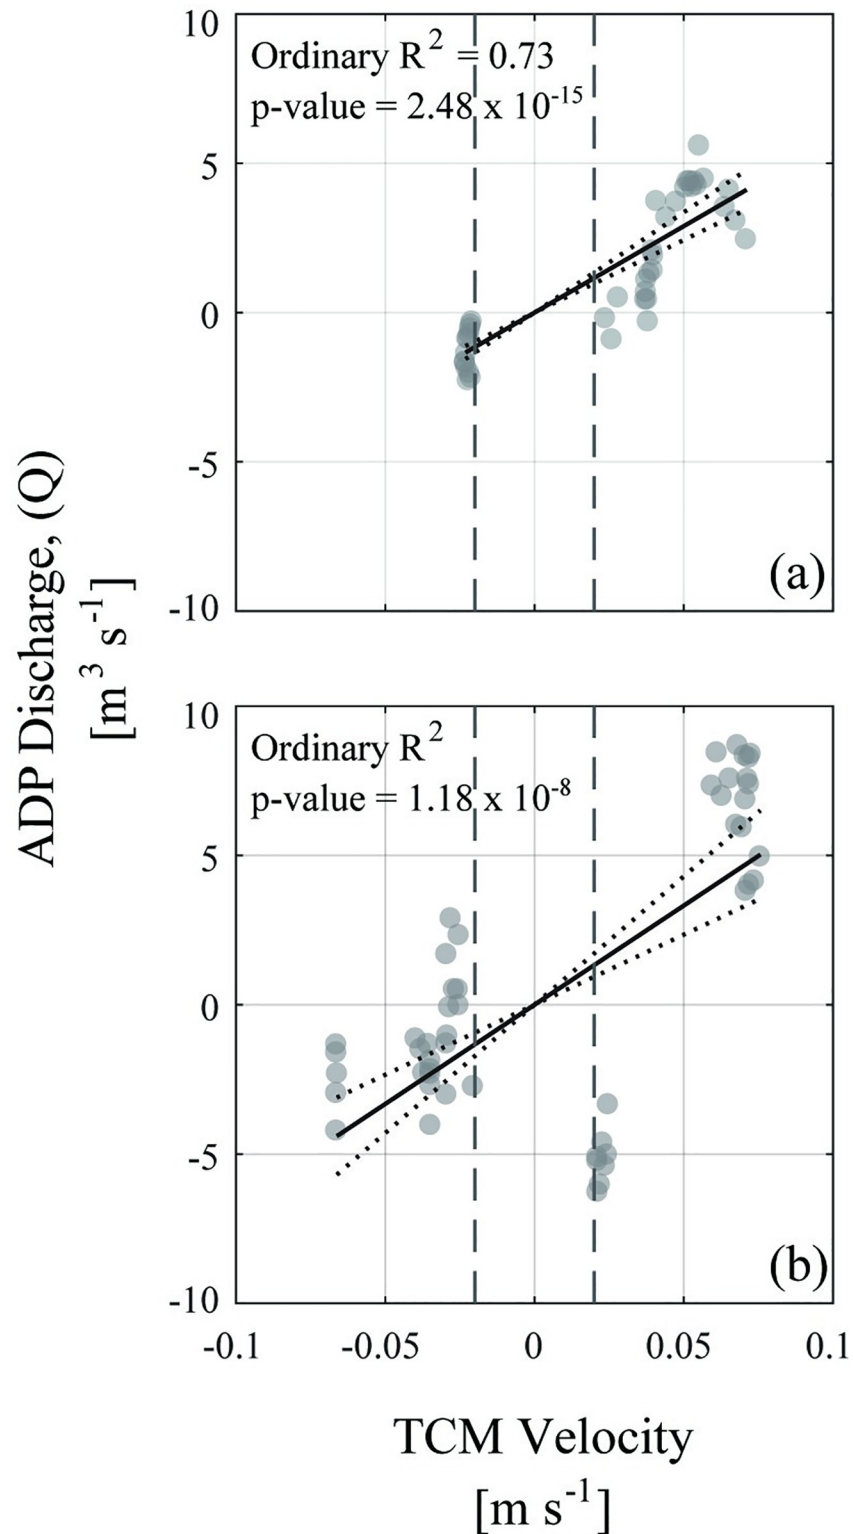 10
Ordinary R² = 0.73
p-value = 2.48 x 10⁻¹⁵
5
0
-5
-10
(a)
ADP Discharge, (Q)
[m³ s⁻¹]
10
Ordinary R²
p-value = 1.18 x 10⁻⁸
5
0
-5
-10
(b)
-0.1 -0.05 0 0.05 0.1
TCM Velocity
[m s⁻¹]